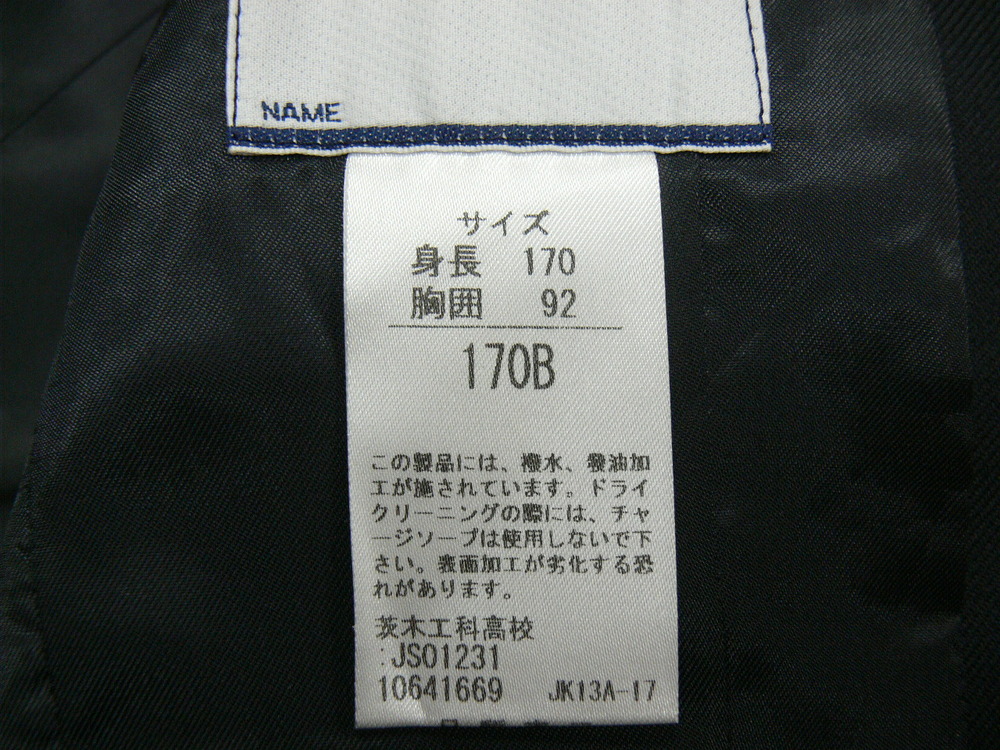 NAME
サイズ
身長 170
胸囲 92
170B
この製品には、撥水、撥油加
工が施されています。ドライ
クリーニングの際には、チャ
ージソープは使用しないで下
さい。表面加工が劣化する恐
れがあります。
茨木工科高校
:JS01231
10641669 JK13A-17